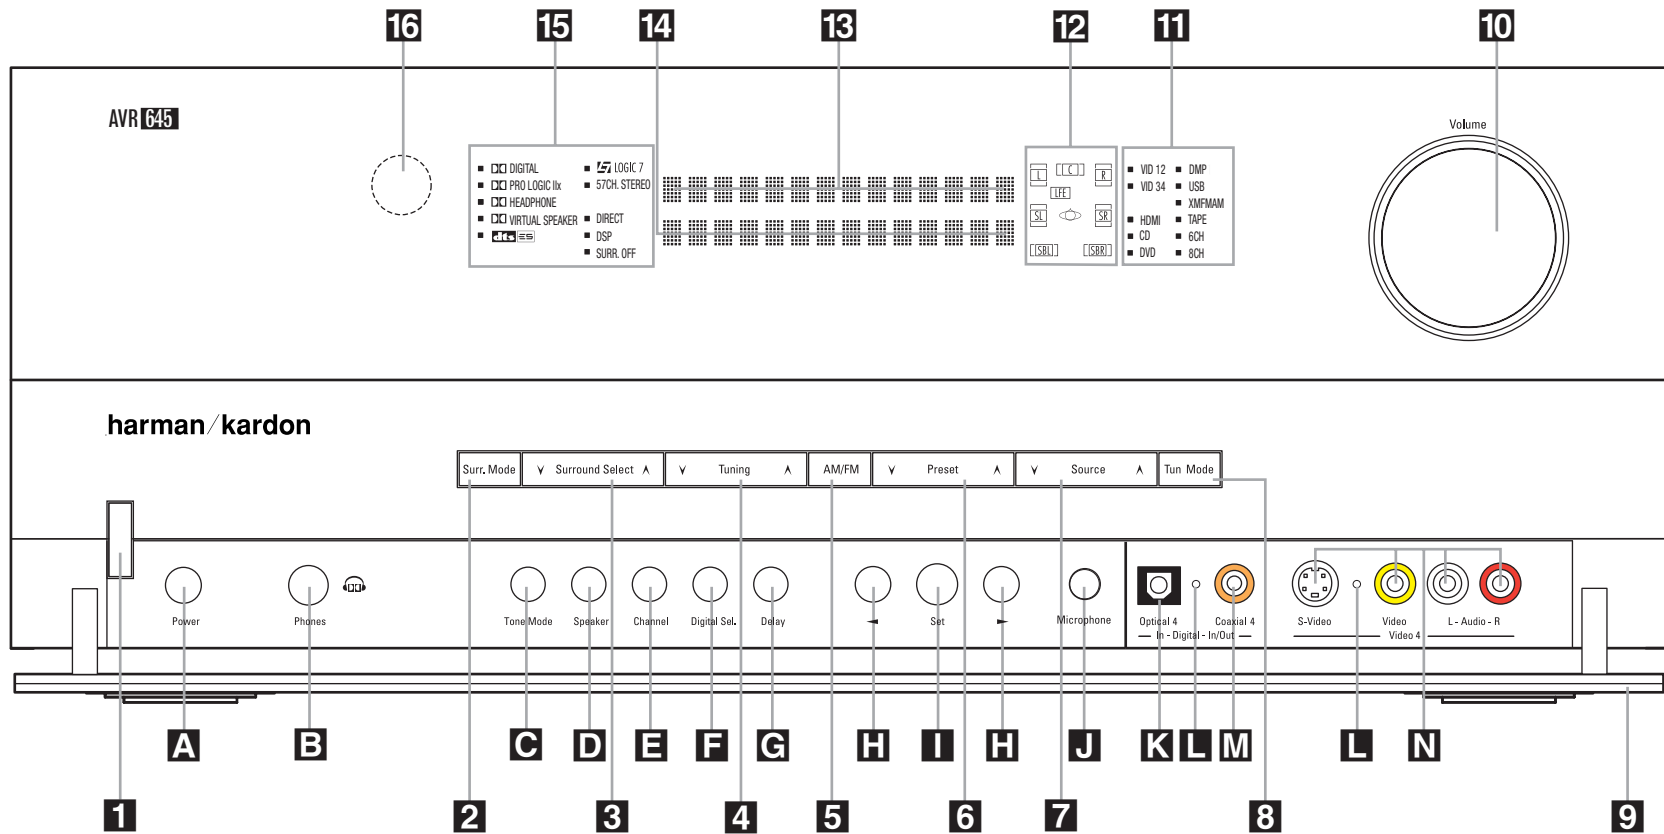 16 15 14 13 12 11 10
AVR 645
Volume
DIGITAL
PRO LOGIC IIx
HEADPHONE
VIRTUAL SPEAKER
dts ES
LOGIC 7
57CH. STEREO
DIRECT
DSP
SURR. OFF
L C R
LFE
SL SR
SBL SBR
VID 12
VID 34
HDMI
CD
DVD
DMP
USB
XMFMAM
TAPE
6CH
8CH
harman/kardon
Surr. Mode Surround Select Tuning AM/FM Preset Source Tun Mode
Power Phones Tone Mode Speaker Channel Digital Sel. Delay ◄ Set ► Microphone
Optical 4 Coaxial 4
In - Digital - In/Out
S-Video Video L - Audio - R
Video 4
A B C D E F G H I H J K L M L N
1 2 3 4 5 6 7 8 9